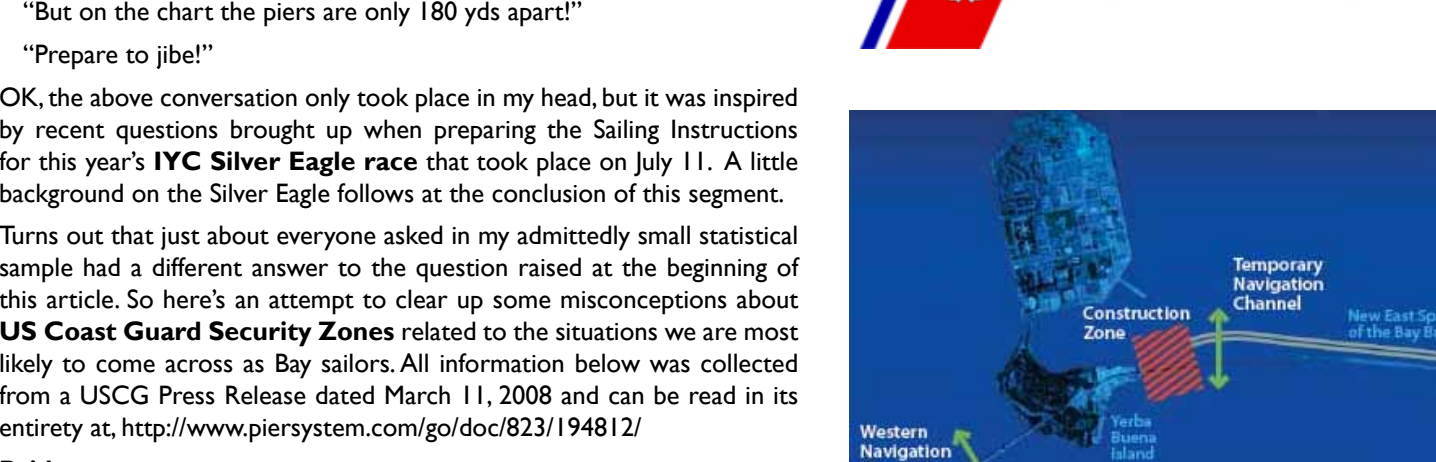 “But on the chart the piers are only 180 yds apart!”
“Prepare to jibe!”
OK, the above conversation only took place in my head, but it was inspired
by recent questions brought up when preparing the Sailing Instructions
for this year’s IYC Silver Eagle race that took place on July 11. A little
background on the Silver Eagle follows at the conclusion of this segment.
Turns out that just about everyone asked in my admittedly small statistical
sample had a different answer to the question raised at the beginning of
this article. So here’s an attempt to clear up some misconceptions about
US Coast Guard Security Zones related to the situations we are most
likely to come across as Bay sailors. All information below was collected
from a USCG Press Release dated March 11, 2008 and can be read in its
entirety at, http://www.piersystem.com/go/doc/823/194812/
Temporary
Navigation
Channel
Construction
Zone
New East
of the Bay
Yerba
Buena
Island
Western
Navigation